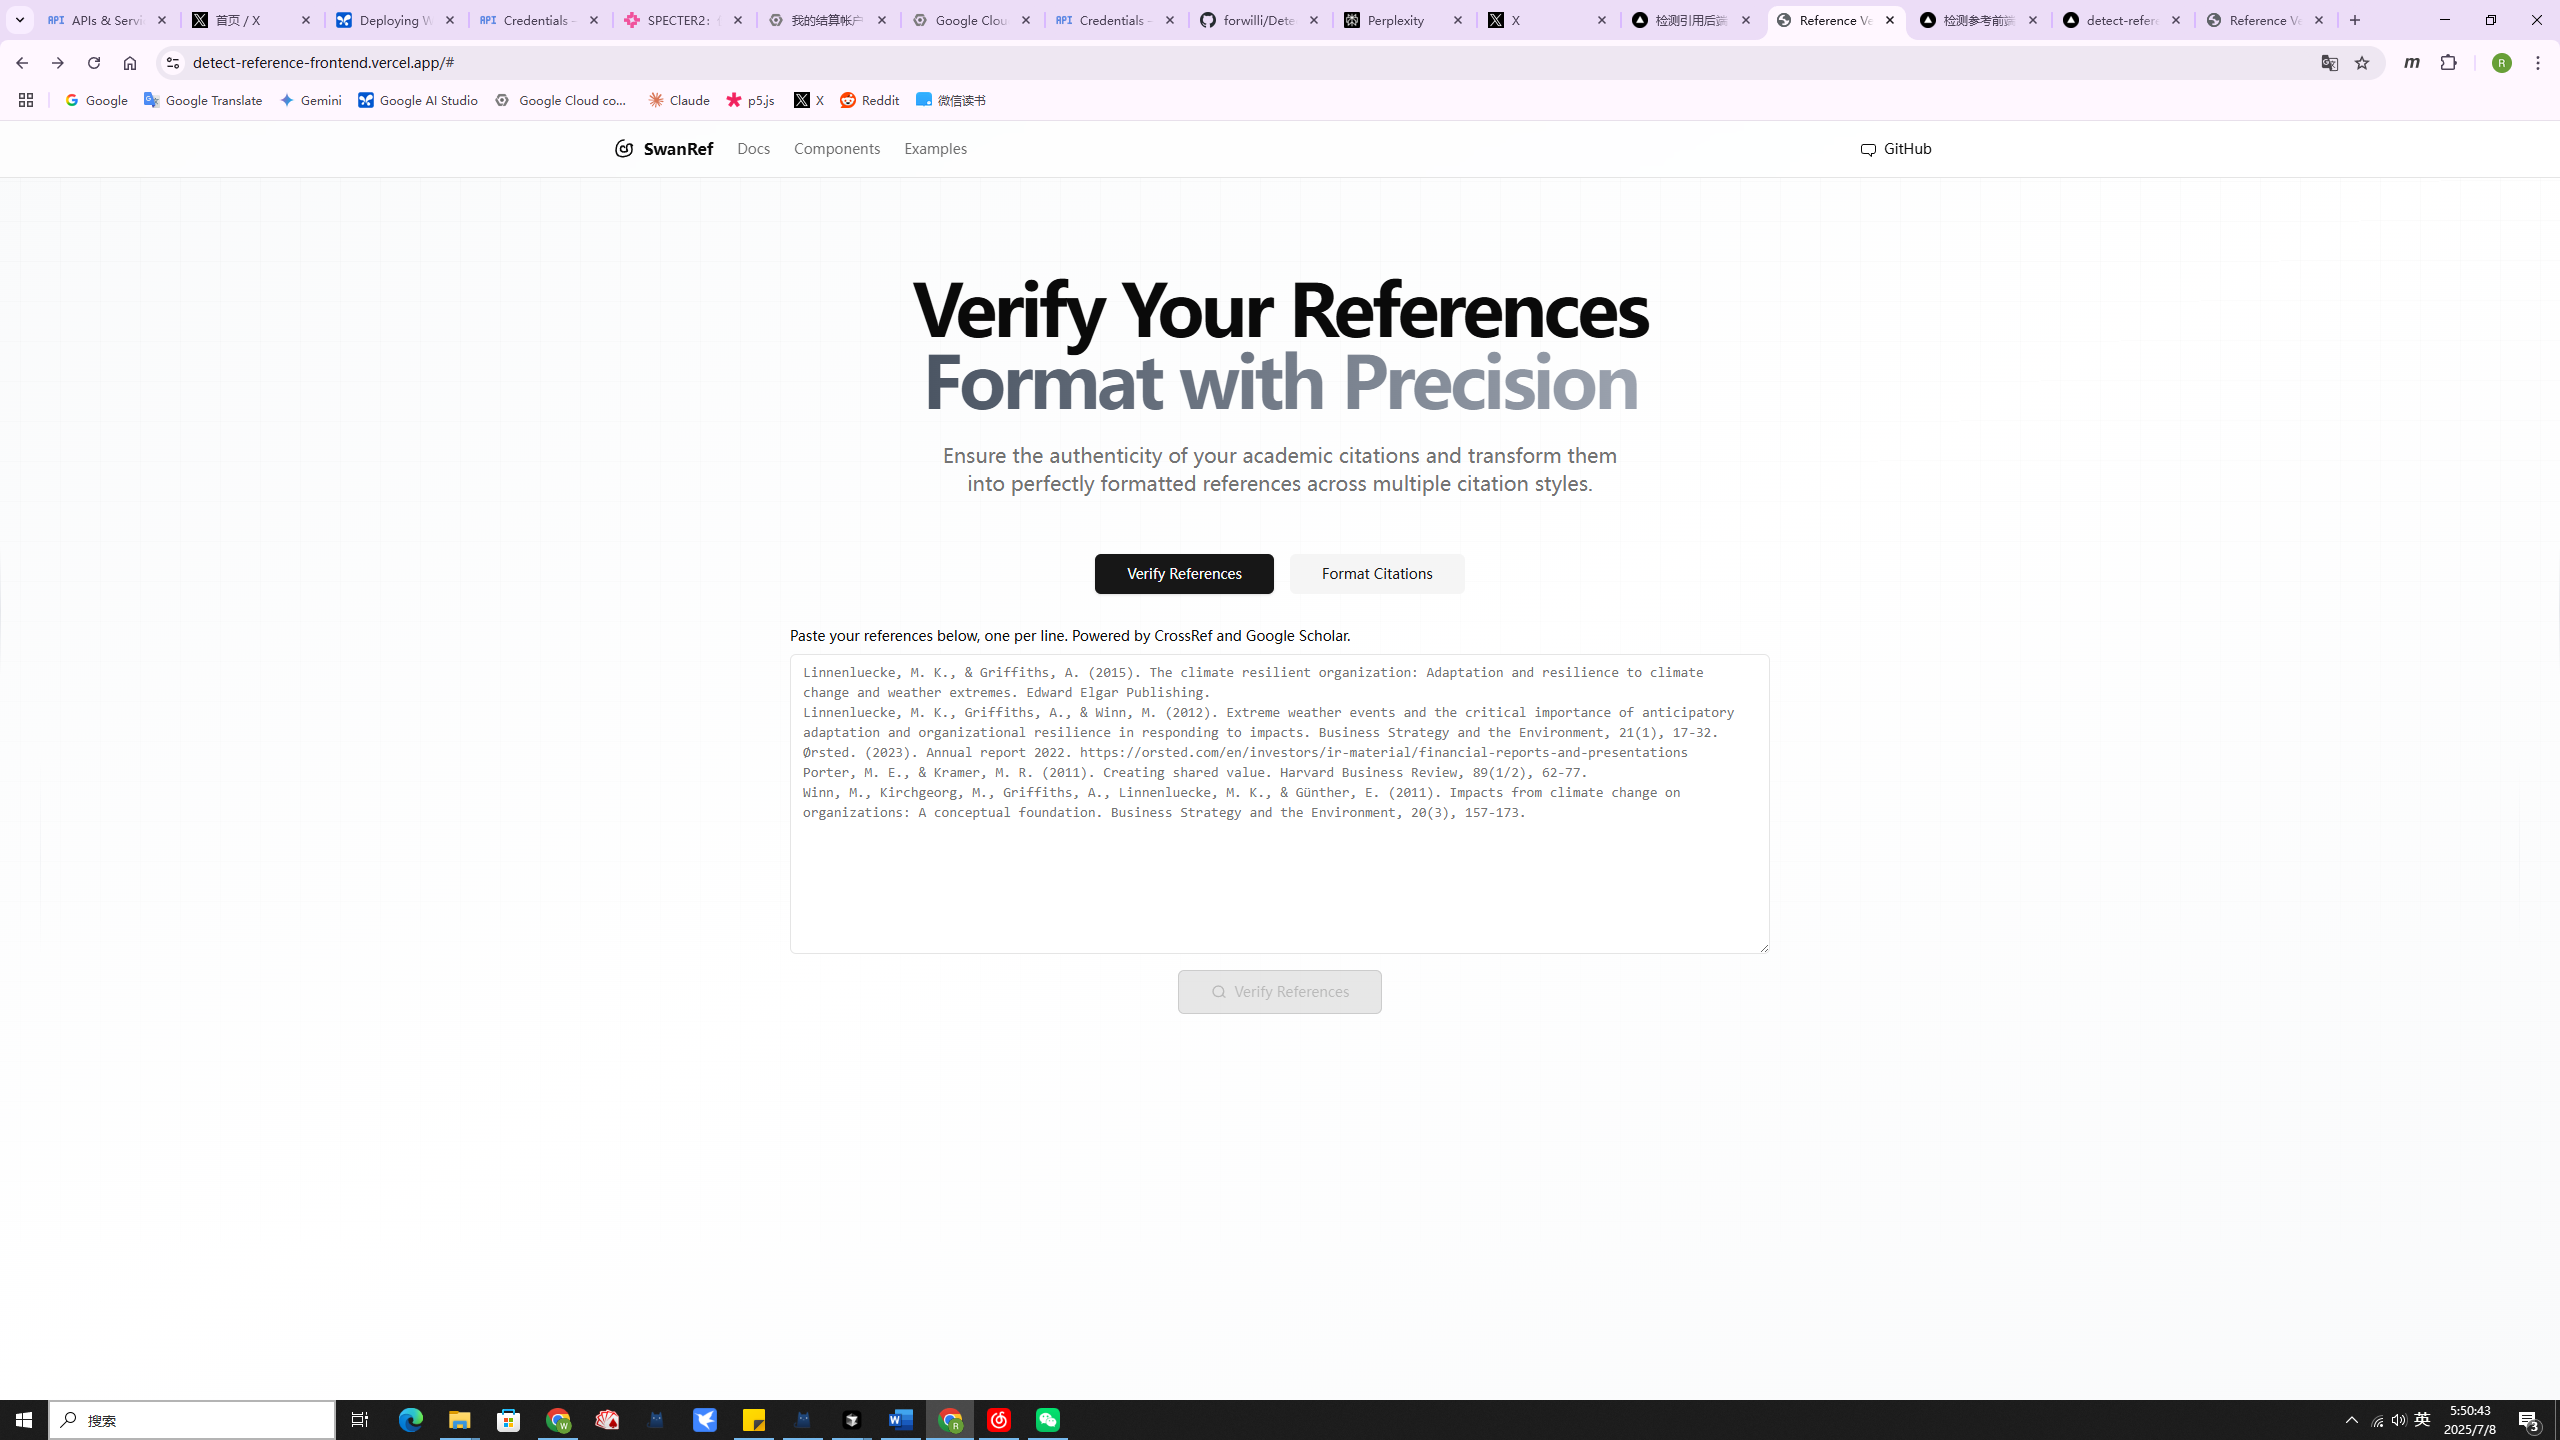 APIs & Servi
首页 / X
Deploying W
Credentials -
SPECTER2:
我的结算帐户
Google Clou
Credentials -
forwilli/Dete
Perplexity
X
检测引用后端
Reference Ve
检测参考前端
detect-refere
Reference Ve
detect-reference-frontend.vercel.app/#
m
R
Google
Google Translate
Gemini
Google AI Studio
Google Cloud co...
Claude
p5.js
X
Reddit
微信读书
SwanRef
Docs
Components
Examples
GitHub
Verify Your References
Format with Precision
Ensure the authenticity of your academic citations and transform them
into perfectly formatted references across multiple citation styles.
Verify References
Format Citations
Paste your references below, one per line. Powered by CrossRef and Google Scholar.
Linnenluecke, M. K., & Griffiths, A. (2015). The climate resilient organization: Adaptation and resilience to climate
change and weather extremes. Edward Elgar Publishing.
Linnenluecke, M. K., Griffiths, A., & Winn, M. (2012). Extreme weather events and the critical importance of anticipatory
adaptation and organizational resilience in responding to impacts. Business Strategy and the Environment, 21(1), 17-32.
Ørsted. (2023). Annual report 2022. https://orsted.com/en/investors/ir-material/financial-reports-and-presentations
Porter, M. E., & Kramer, M. R. (2011). Creating shared value. Harvard Business Review, 89(1/2), 62-77.
Winn, M., Kirchgeorg, M., Griffiths, A., Linnenluecke, M. K., & Günther, E. (2011). Impacts from climate change on
organizations: A conceptual foundation. Business Strategy and the Environment, 20(3), 157-173.
Verify References
搜索
英
5:50:43
2025/7/8
3